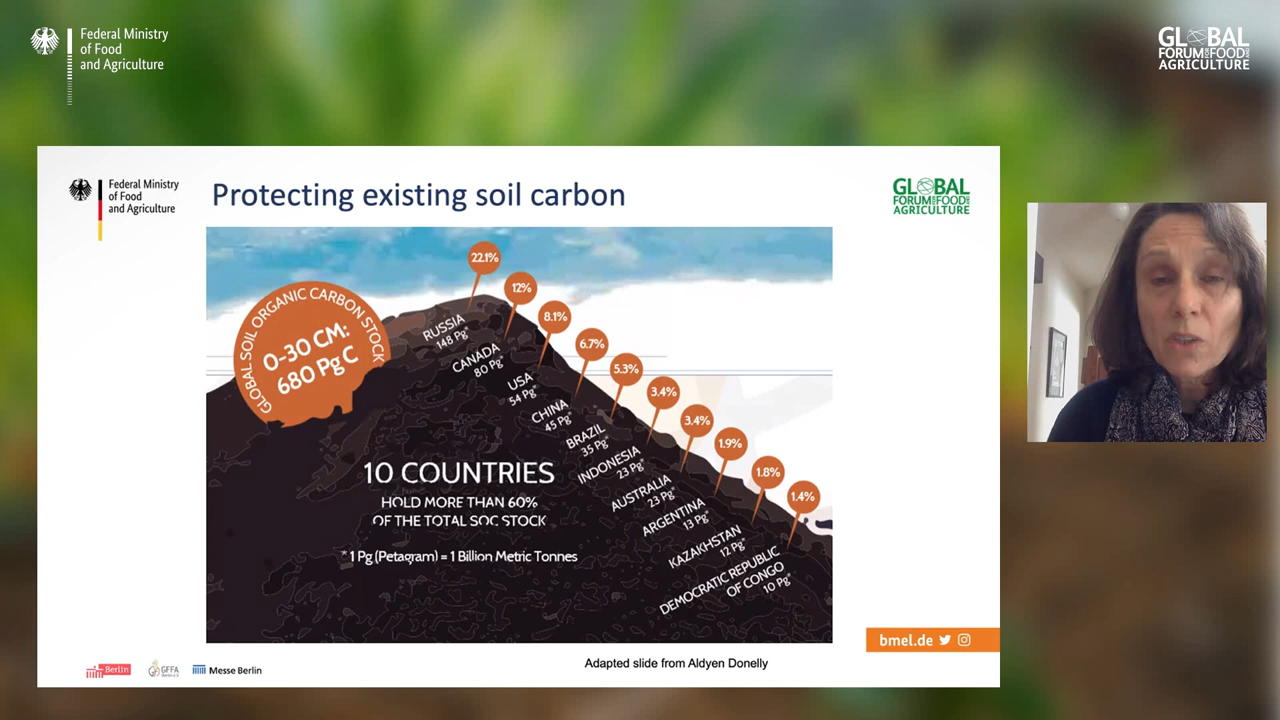 Federal Ministry
of Food
and Agriculture
GLOBAL
FORUM FOR FOOD AND
AGRICULTURE
Federal Ministry
of Food
and Agriculture
Protecting existing soil carbon
GLOBAL
FORUM FOR FOOD AND
AGRICULTURE
GLOBAL SOIL ORGANIC CARBON STOCK
0-30 CM:
680 Pg C
22.1%
RUSSIA
148 Pg*
12%
CANADA
80 Pg*
8.1%
USA
54 Pg*
6.7%
CHINA
45 Pg*
5.3%
BRAZIL
35 Pg*
3.4%
INDONESIA
23 Pg*
3.4%
AUSTRALIA
23 Pg*
1.9%
ARGENTINA
13 Pg*
1.8%
KAZAKHSTAN
12 Pg*
1.4%
DEMOCRATIC REPUBLIC
OF CONGO
10 Pg*
10 COUNTRIES
HOLD MORE THAN 60%
OF THE TOTAL SOC STOCK
* 1 Pg (Petagram) = 1 Billion Metric Tonnes
bmel.de
Berlin
GFFA
Messe Berlin
Adapted slide from Aldyen Donelly